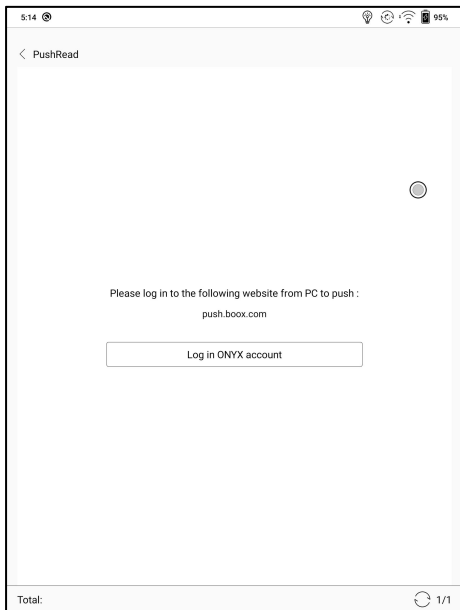 5:14 95%
PushRead
Please log in to the following website from PC to push :
push.boox.com
Log in ONYX account
Total: 1/1